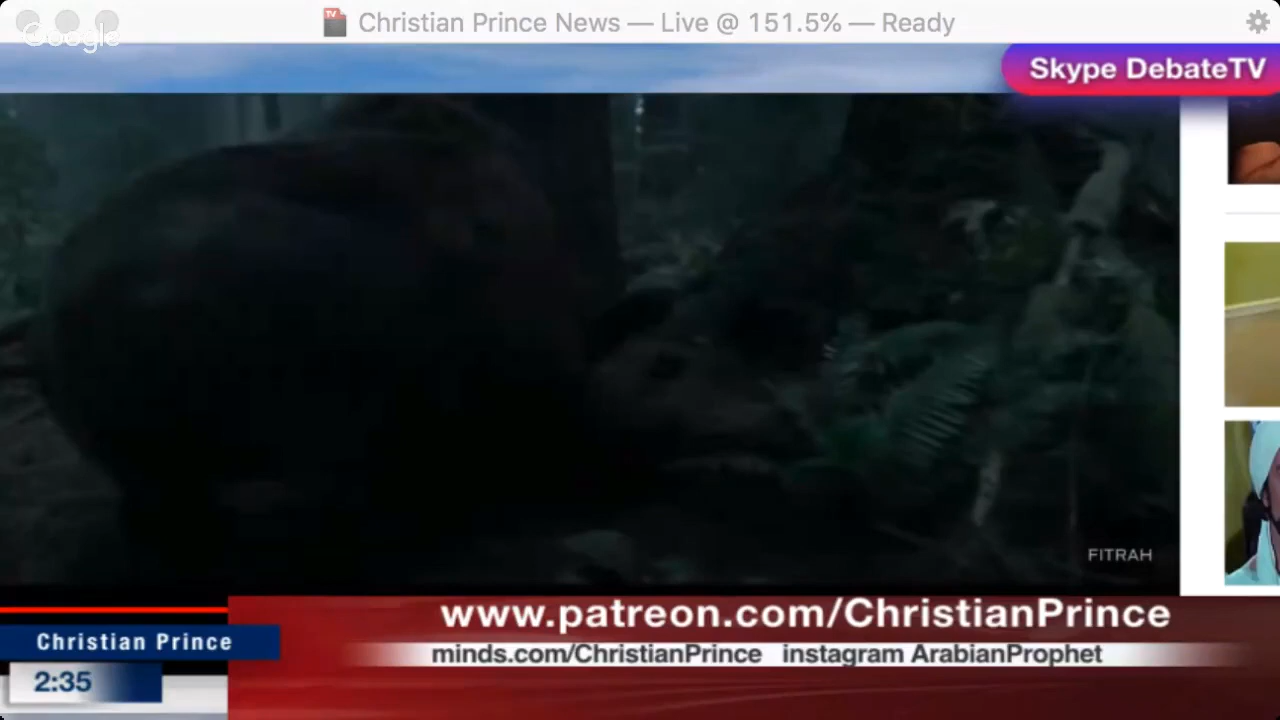 Christian Prince News — Live @ 151.5% — Ready
Google
Skype DebateTV
FITRAH
www.patreon.com/ChristianPrince
Christian Prince
minds.com/ChristianPrince instagram ArabianProphet
2:35